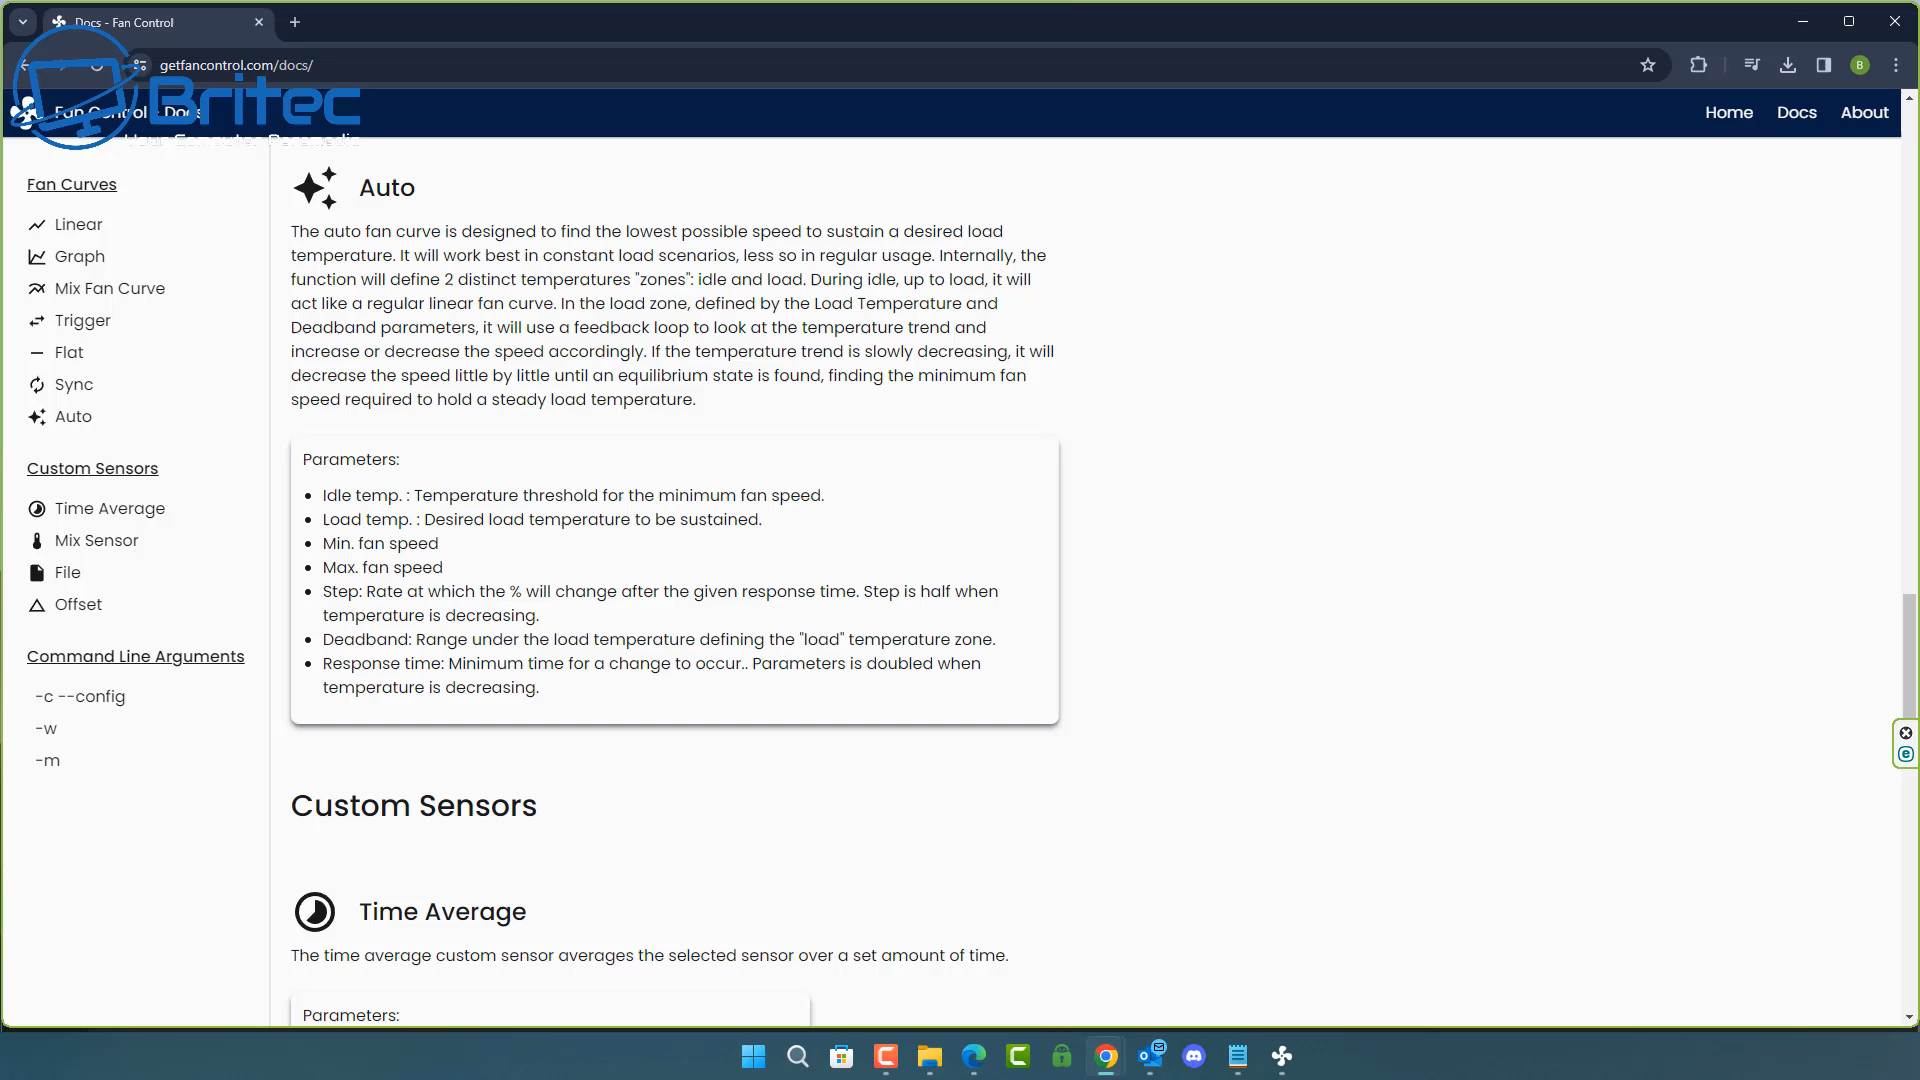 Docs - Fan Control
getfancontrol.com/docs/
B
Fan Control - Docs
Home
Docs
About
Britec
Your Computer Paramedic
Fan Curves
Linear
Graph
Mix Fan Curve
Trigger
Flat
Sync
Auto
Custom Sensors
Time Average
Mix Sensor
File
Offset
Command Line Arguments
-c --config
-w
-m
Auto
The auto fan curve is designed to find the lowest possible speed to sustain a desired load
temperature. It will work best in constant load scenarios, less so in regular usage. Internally, the
function will define 2 distinct temperatures "zones": idle and load. During idle, up to load, it will
act like a regular linear fan curve. In the load zone, defined by the Load Temperature and
Deadband parameters, it will use a feedback loop to look at the temperature trend and
increase or decrease the speed accordingly. If the temperature trend is slowly decreasing, it will
decrease the speed little by little until an equilibrium state is found, finding the minimum fan
speed required to hold a steady load temperature.
Parameters:
Idle temp. : Temperature threshold for the minimum fan speed.
Load temp. : Desired load temperature to be sustained.
Min. fan speed
Max. fan speed
Step: Rate at which the % will change after the given response time. Step is half when
temperature is decreasing.
Deadband: Range under the load temperature defining the "load" temperature zone.
Response time: Minimum time for a change to occur.. Parameters is doubled when
temperature is decreasing.
Custom Sensors
Time Average
The time average custom sensor averages the selected sensor over a set amount of time.
Parameters: